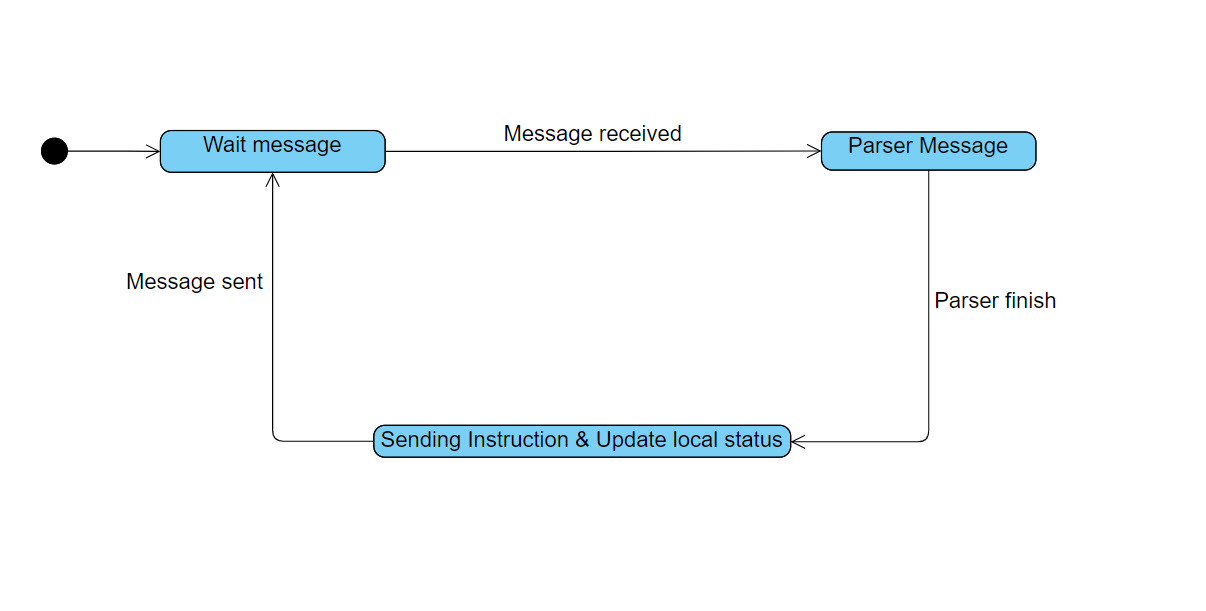 Wait message
Message received
Parser Message
Message sent
Parser finish
Sending Instruction & Update local status